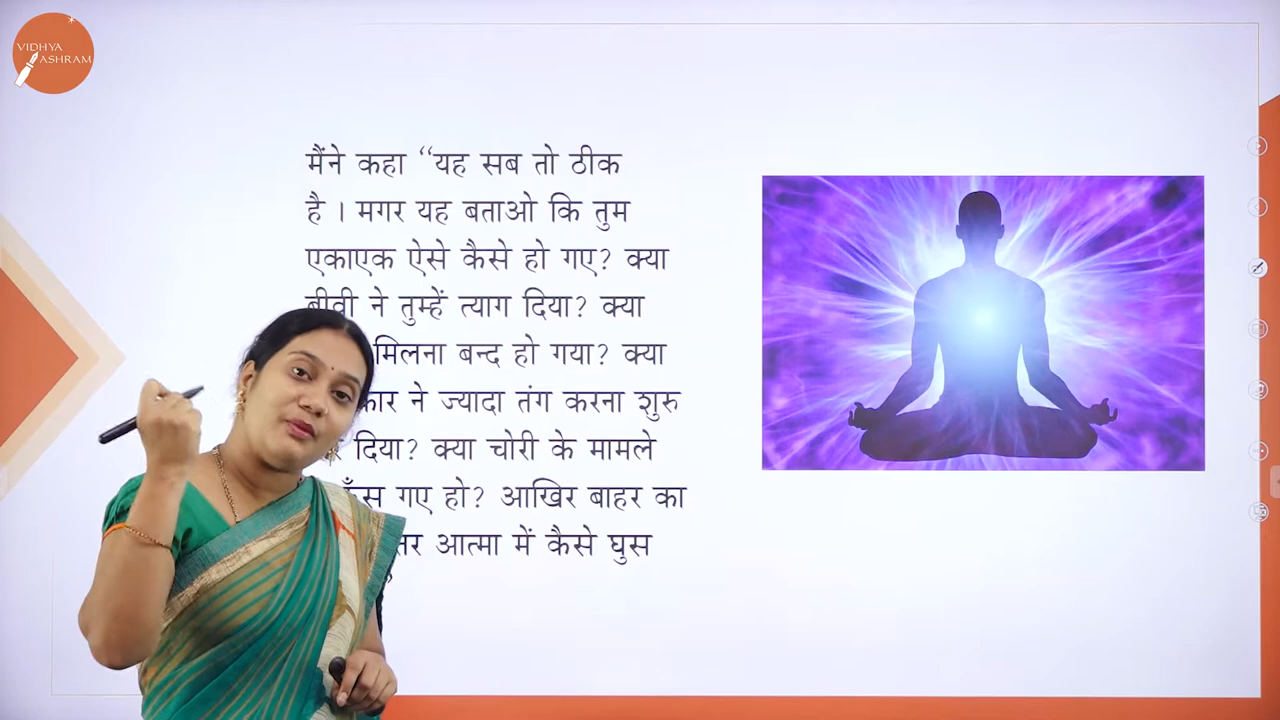 VIDHYA
ASHRAM
मैंने कहा “यह सब तो ठीक
है । मगर यह बताओ कि तुम
एकाएक ऐसे कैसे हो गए? क्या
बीवी ने तुम्हें त्याग दिया? क्या
मिलना बन्द हो गया? क्या
ने ज्यादा तंग करना शुरु
दिया? क्या चोरी के मामले
गए हो? आखिर बाहर का
आत्मा में कैसे घुस